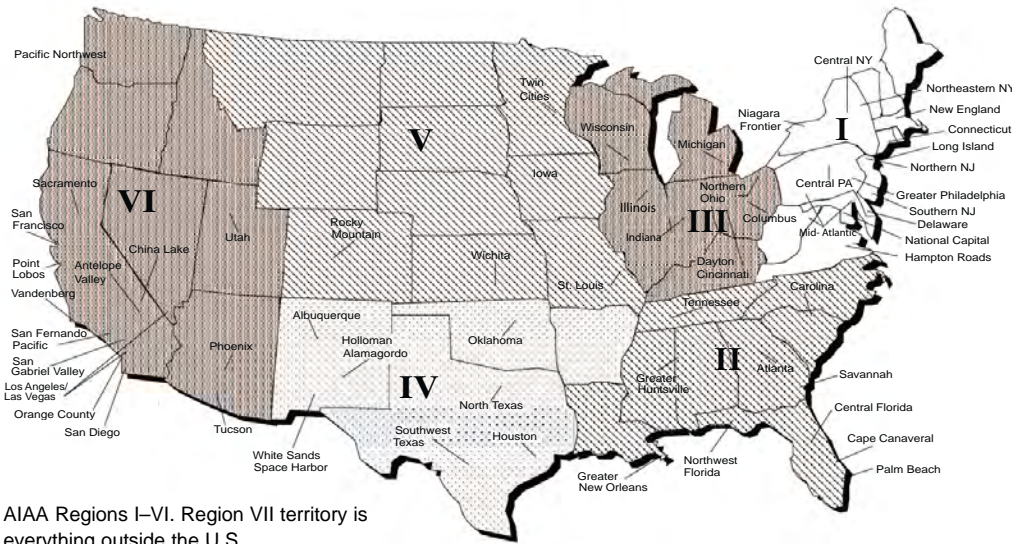 Pacific Northwest
Sacramento
San
Francisco
Point
Lobos
Antelope
Valley
Vandenberg
San Fernando
Pacific
San
Gabriel Valley
Los Angeles/
Las Vegas
Orange County
San Diego
VI
China Lake
Utah
Phoenix
Tucson
V
Twin
Cities
Iowa
Rocky
Mountain
Wichita
St. Louis
Albuquerque
Holloman
Alamagordo
Oklahoma
IV
North Texas
Southwest
Texas
Houston
White Sands
Space Harbor
Wisconsin
Michigan
Illinois
Northern
Ohio
III
Columbus
Indiana
Dayton
Cincinnati
Tennessee
Carolina
II
Greater
Huntsville
Atlanta
Savannah
Central Florida
Cape Canaveral
Palm Beach
Northwest
Florida
Greater
New Orleans
Central NY
Northeastern NY
Niagara
Frontier
I
New England
Connecticut
Long Island
Northern NJ
Central PA
Greater Philadelphia
Southern NJ
Delaware
Mid- Atlantic
National Capital
Hampton Roads
AIAA Regions I–VI. Region VII territory is
everything outside the U.S.